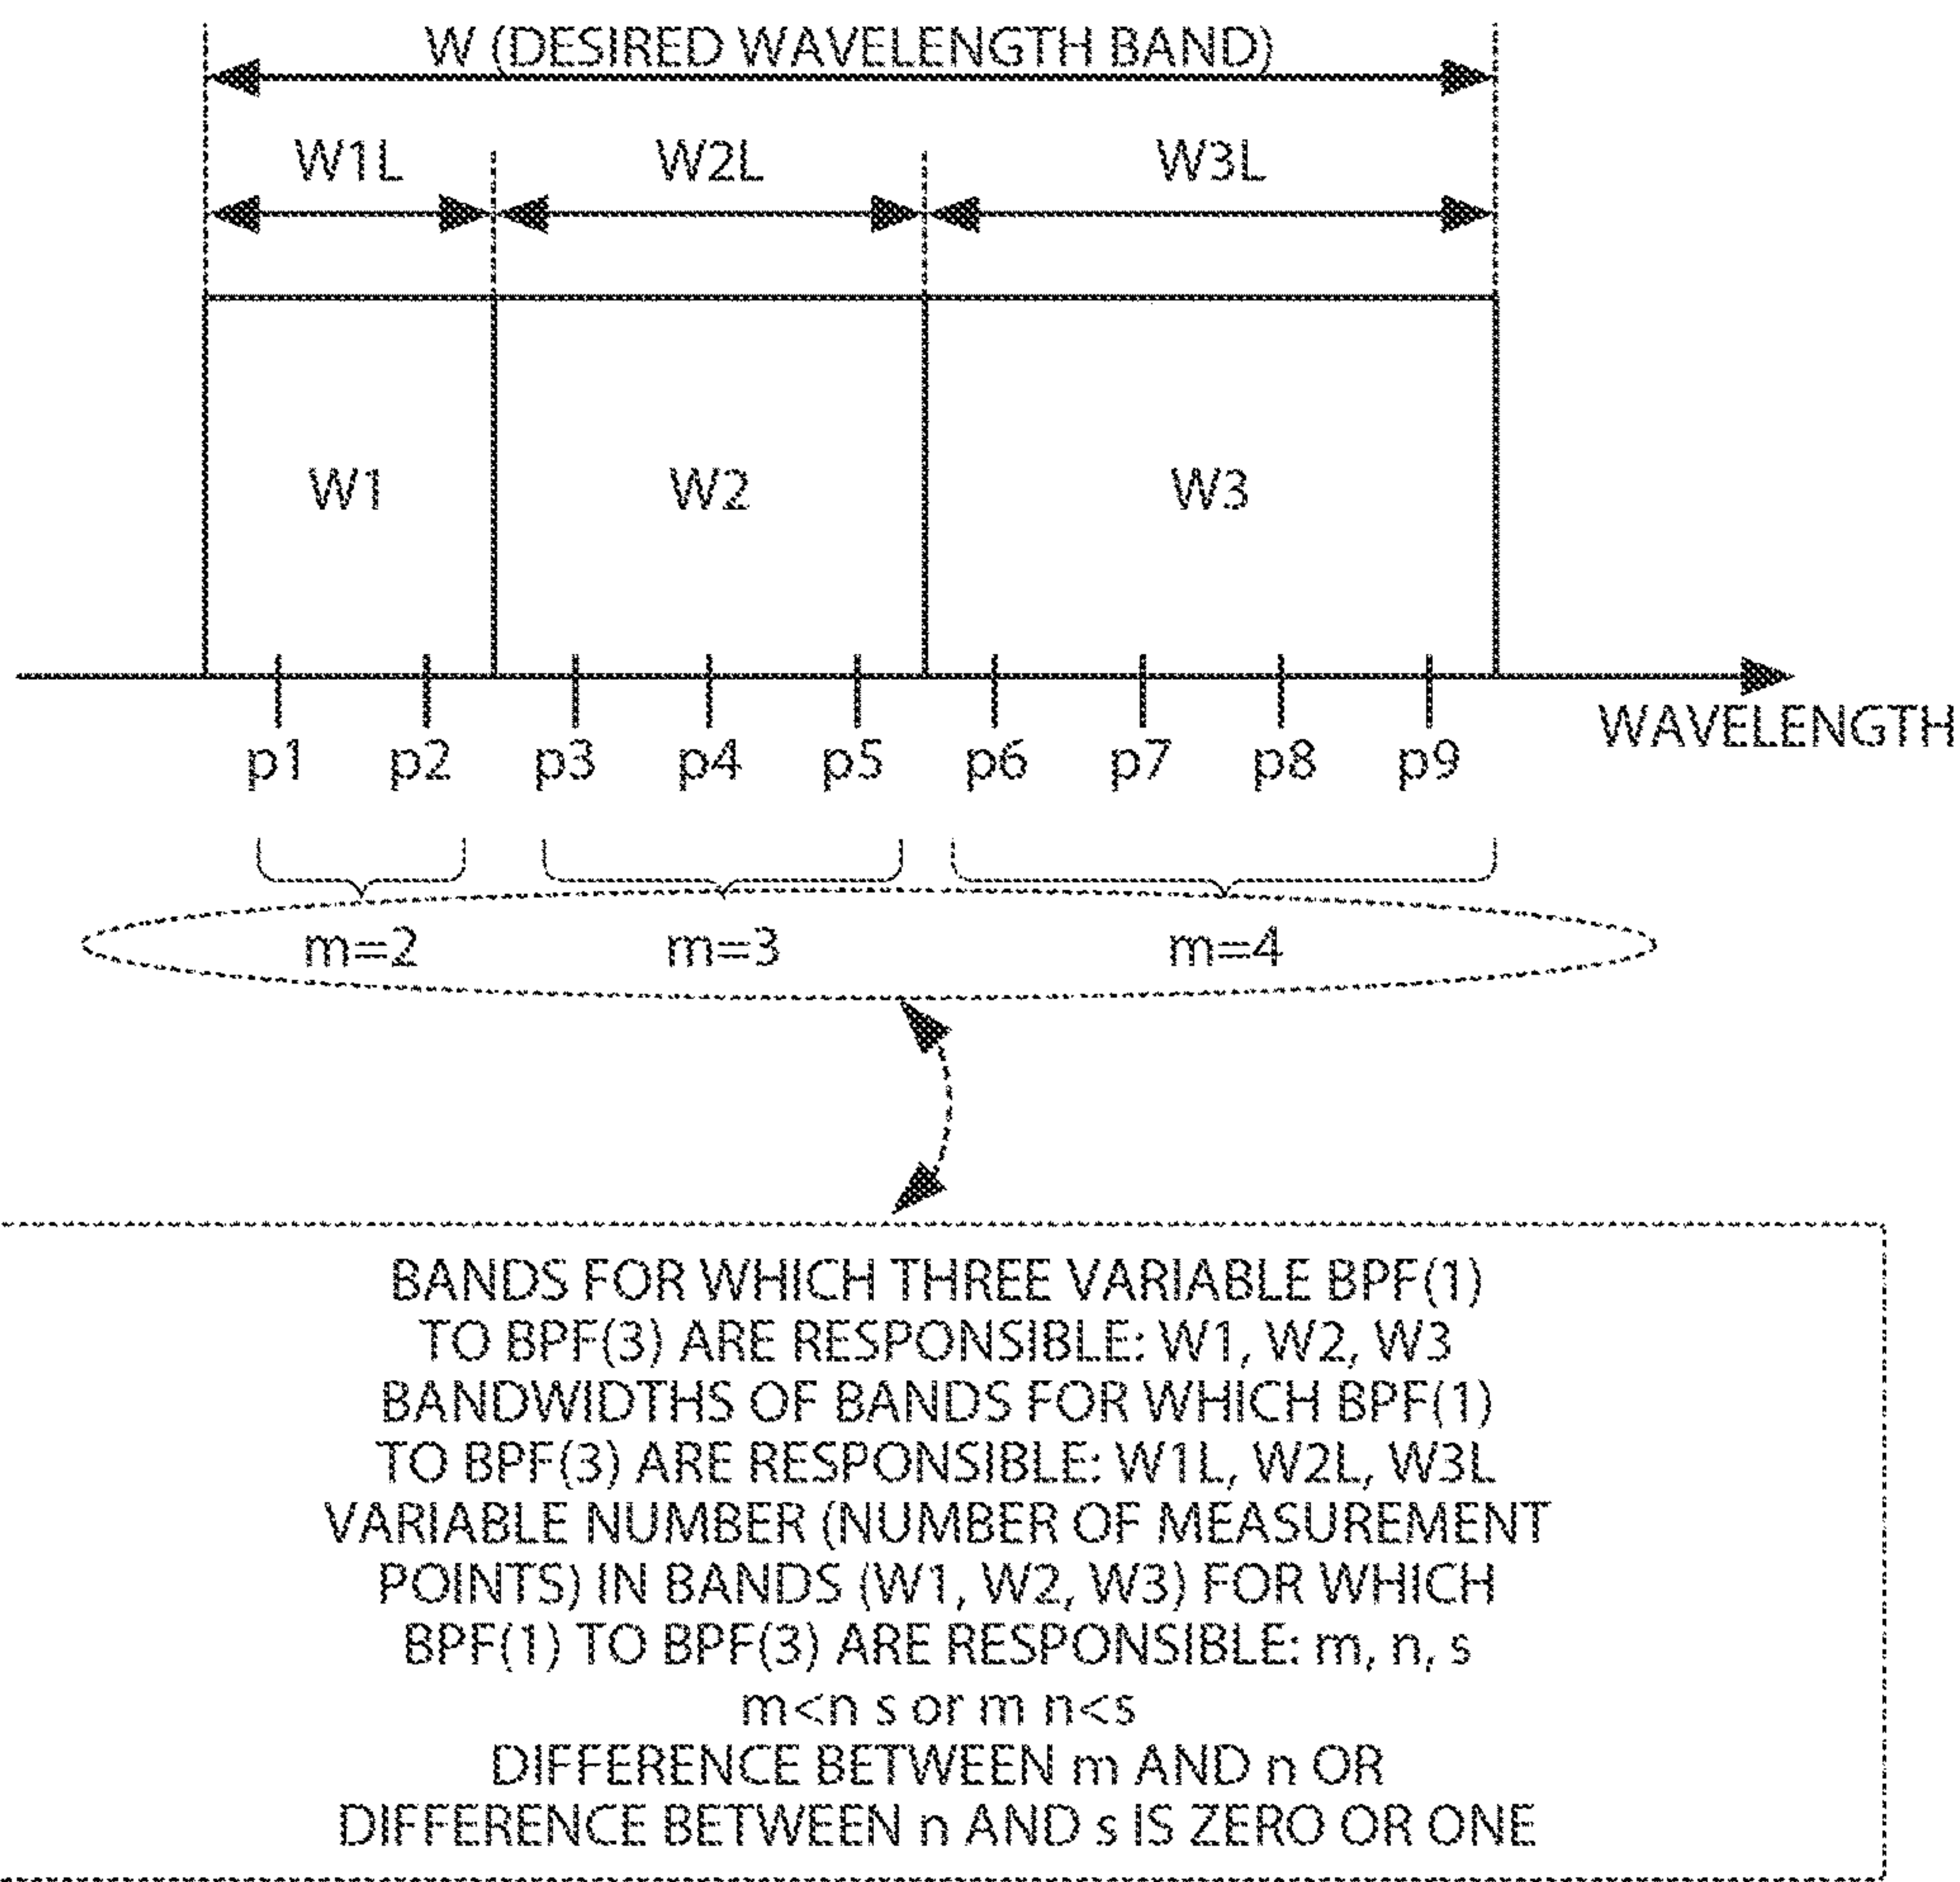 W (DESIRED WAVELENGTH BAND)
W1L W2L W3L
W1 W2 W3
WAVELENGTH
p1 p2 p3 p4 p5 p6 p7 p8 p9
m=2 m=3 m=4
BANDS FOR WHICH THREE VARIABLE BPF(1)
TO BPF(3) ARE RESPONSIBLE: W1, W2, W3
BANDWIDTHS OF BANDS FOR WHICH BPF(1)
TO BPF(3) ARE RESPONSIBLE: W1L, W2L, W3L
VARIABLE NUMBER (NUMBER OF MEASUREMENT
POINTS) IN BANDS (W1, W2, W3) FOR WHICH
BPF(1) TO BPF(3) ARE RESPONSIBLE: m, n, s
m<n s or m n<s
DIFFERENCE BETWEEN m AND n OR
DIFFERENCE BETWEEN n AND s IS ZERO OR ONE